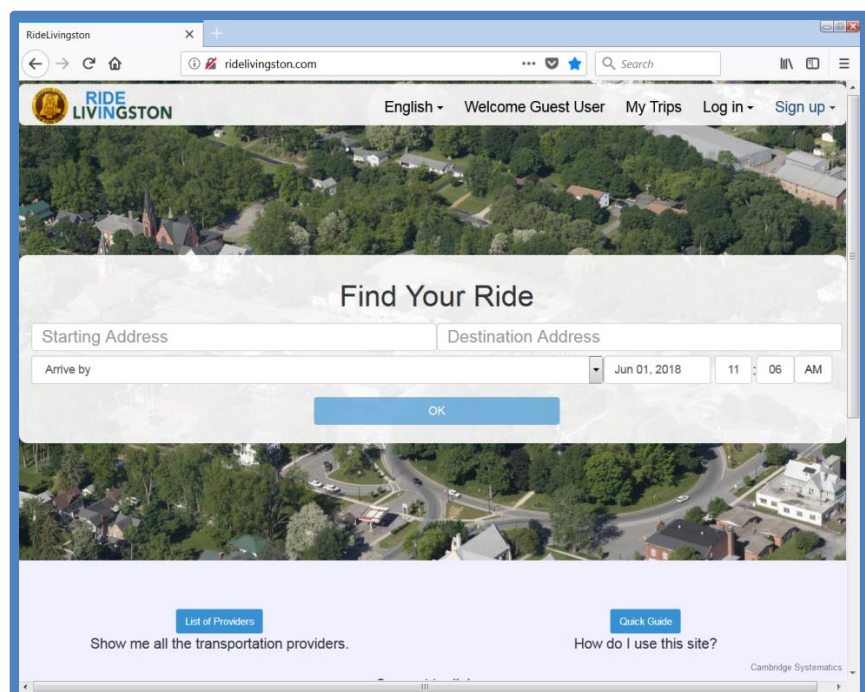 RideLivingston
ridelivingston.com
Search
RIDE
LIVINGSTON
English
Welcome Guest User
My Trips
Log in
Sign up
Find Your Ride
Starting Address
Destination Address
Arrive by
Jun 01, 2018
11 : 06 AM
OK
List of Providers
Quick Guide
Show me all the transportation providers.
How do I use this site?
Cambridge Systematics